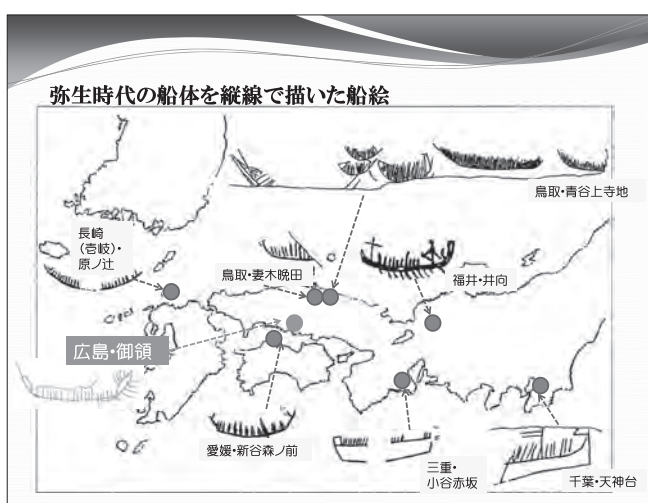 弥生時代の船体を縦線で描いた船絵
鳥取・青谷上寺地
長崎
(壱岐)・
原ノ辻
鳥取・妻木晩田
福井・井向
広島・御領
愛媛・新谷森ノ前
三重・
小谷赤坂
千葉・天神台